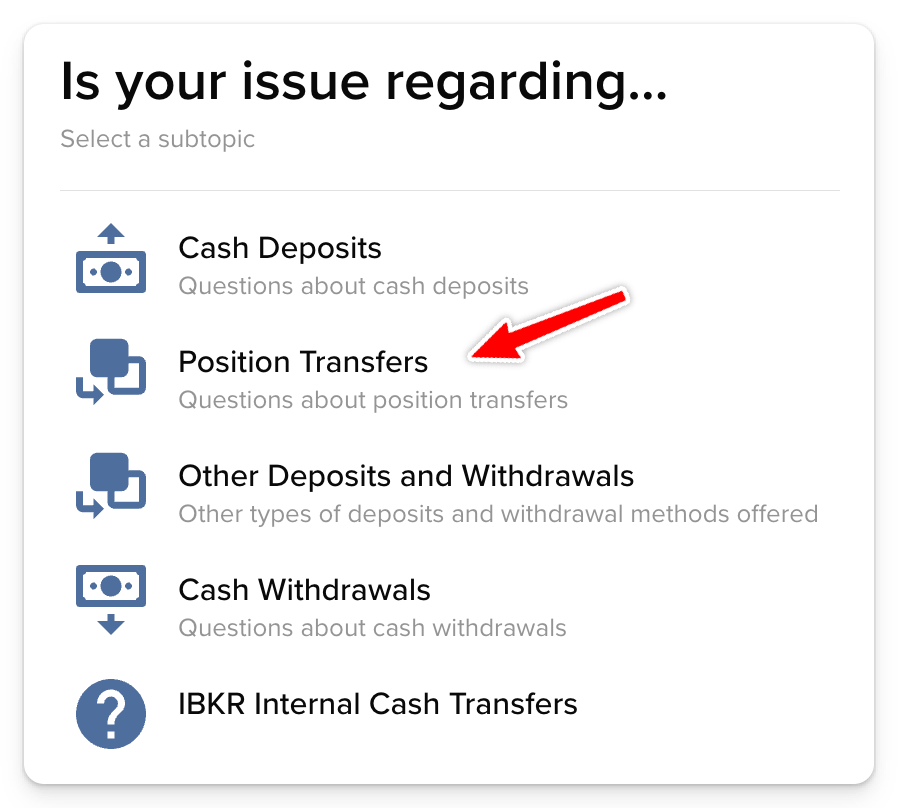 Is your issue regarding...
Select a subtopic
Cash Deposits
Questions about cash deposits
Position Transfers
Questions about position transfers
Other Deposits and Withdrawals
Other types of deposits and withdrawal methods offered
Cash Withdrawals
Questions about cash withdrawals
IBKR Internal Cash Transfers